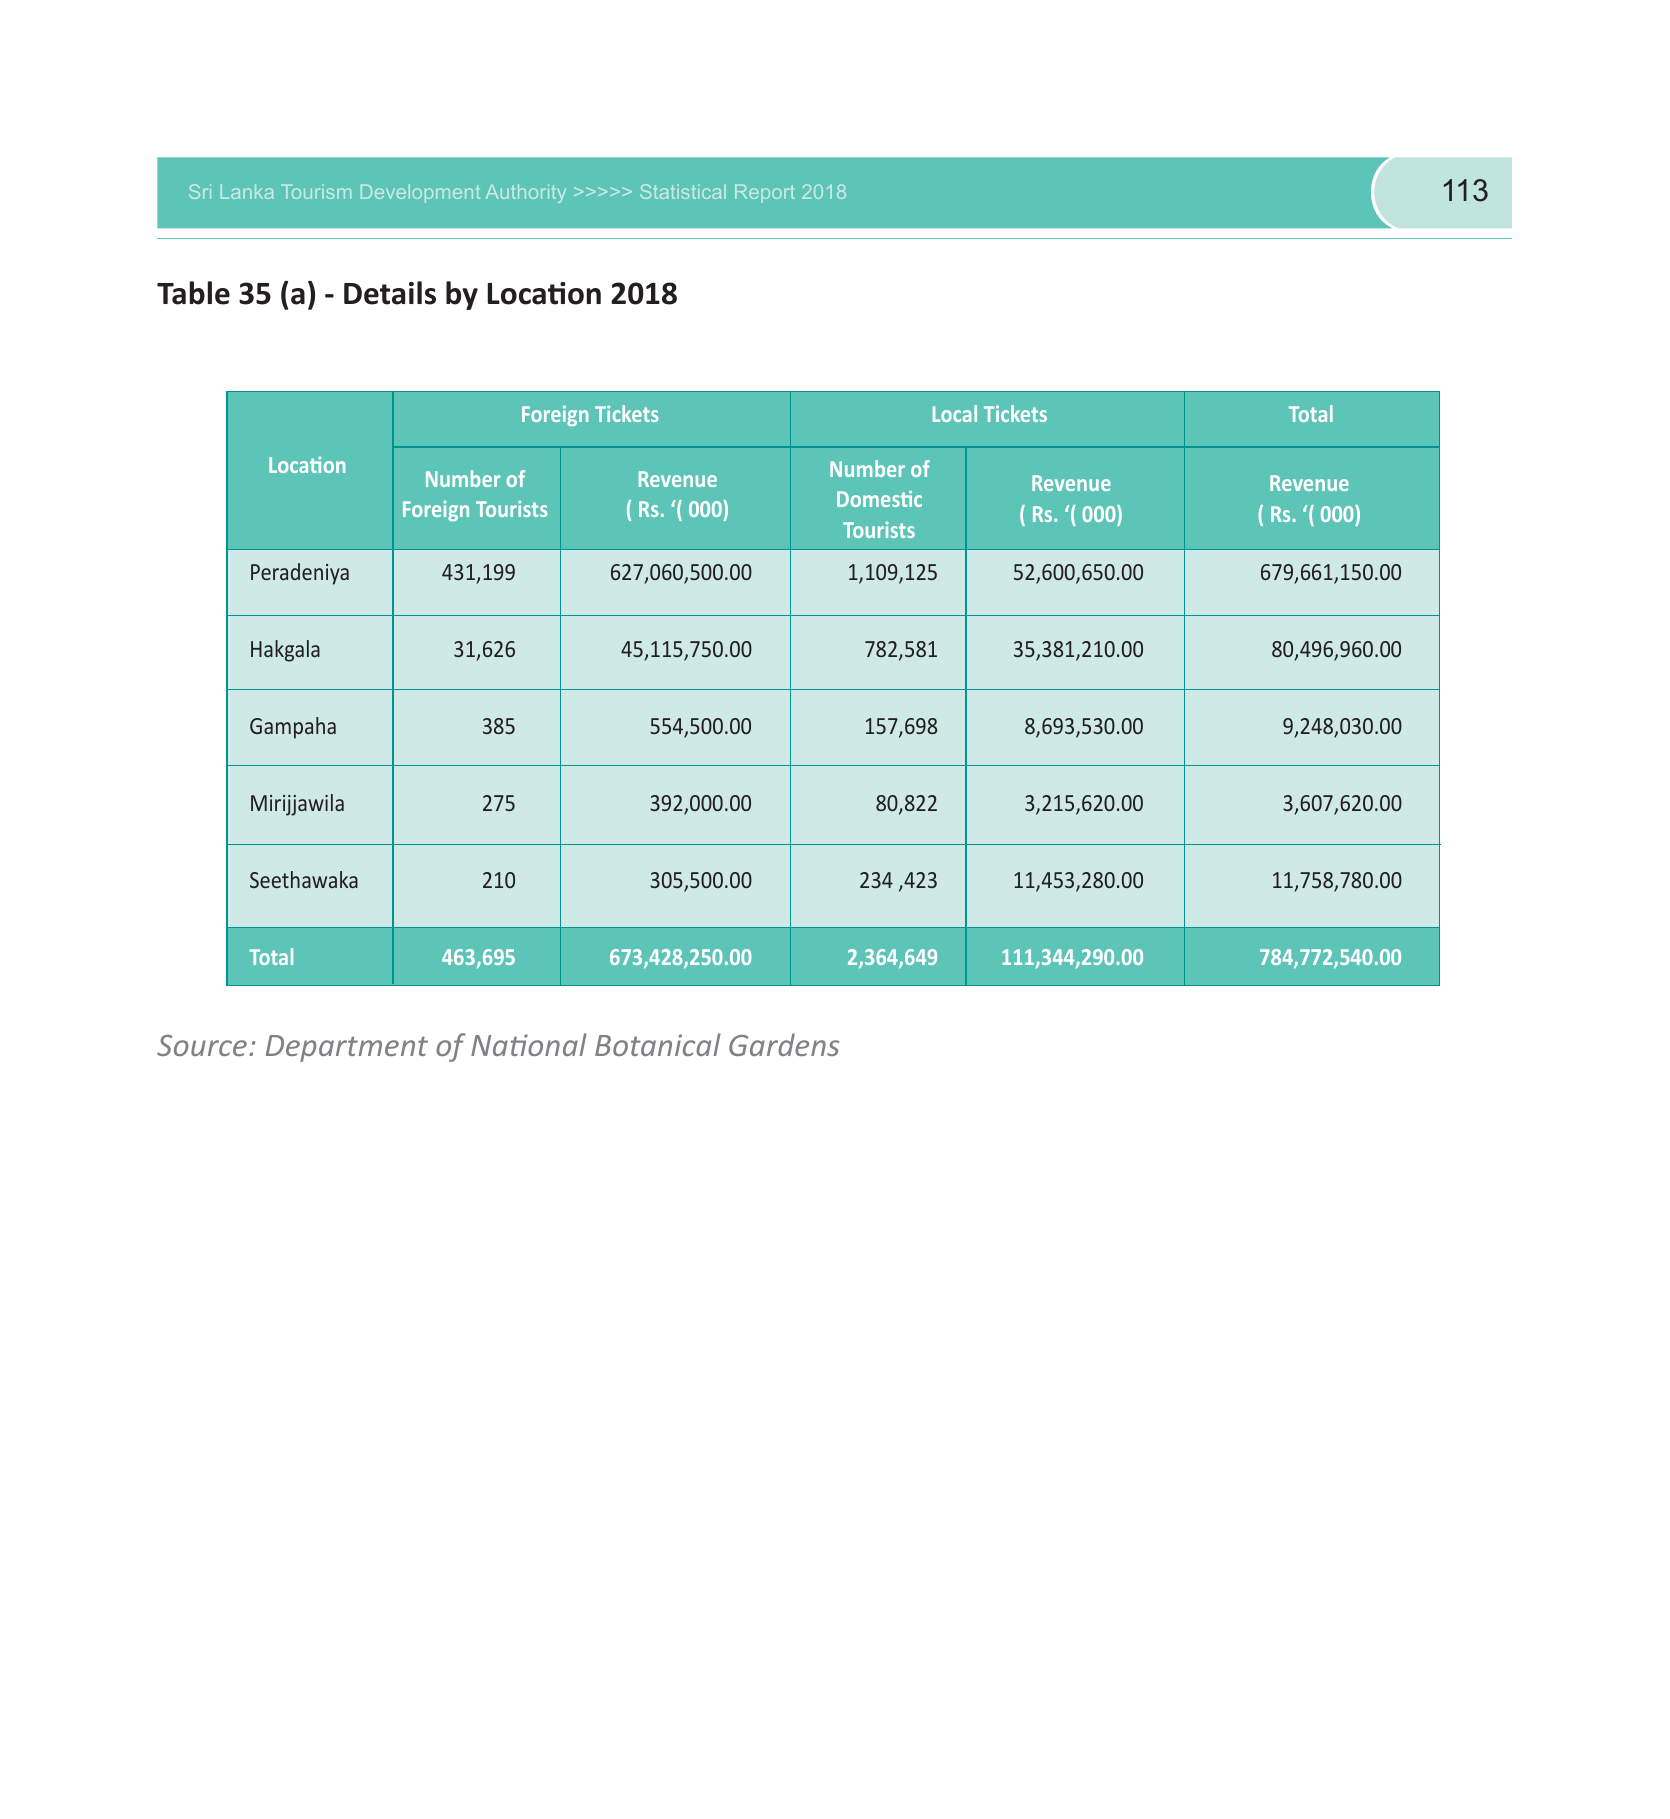 Sri Lanka Tourism Development Authority >>>>> Statistical Report 2018
113
Table 35 (a) - Details by Location 2018
Location
Foreign Tickets
Local Tickets
Total
Number of
Foreign Tourists
Revenue
( Rs. ‘( 000)
Number of
Domestic
Tourists
Revenue
( Rs. ‘( 000)
Revenue
( Rs. ‘( 000)
Peradeniya 431,199 627,060,500.00 1,109,125 52,600,650.00 679,661,150.00
Hakgala 31,626 45,115,750.00 782,581 35,381,210.00 80,496,960.00
Gampaha 385 554,500.00 157,698 8,693,530.00 9,248,030.00
Mirijjawila 275 392,000.00 80,822 3,215,620.00 3,607,620.00
Seethawaka 210 305,500.00 234 ,423 11,453,280.00 11,758,780.00
Total 463,695 673,428,250.00 2,364,649 111,344,290.00 784,772,540.00
Source: Department of National Botanical Gardens